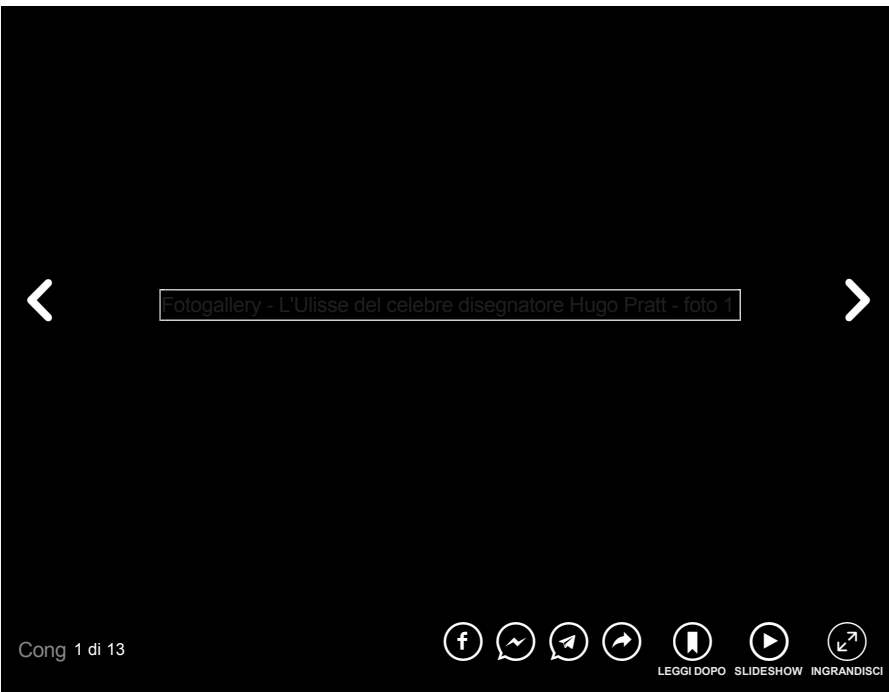 Fotogallery - L'Ulisse del celebre disegnatore Hugo Pratt - foto 1
Cong 1 di 13
LEGGI DOPO SLIDESHOW INGRANDISCI